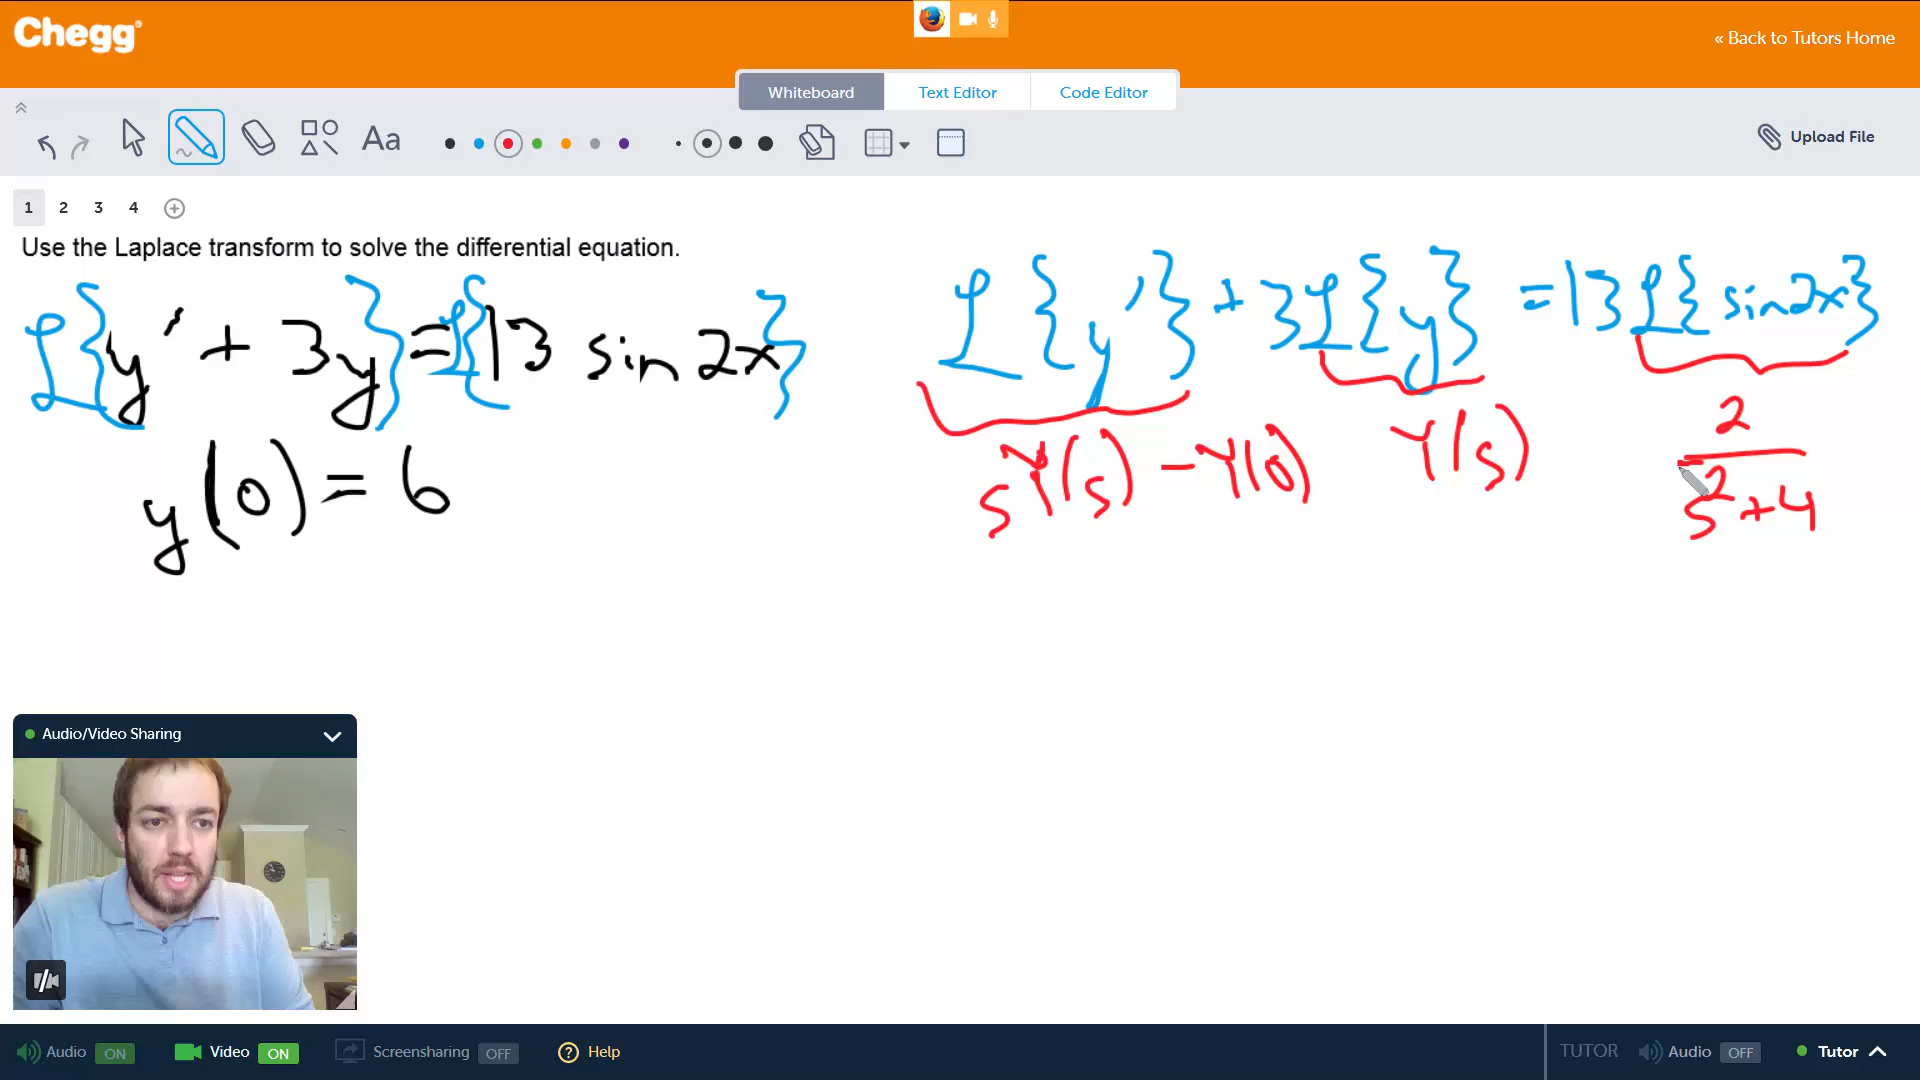 Chegg
« Back to Tutors Home
Whiteboard Text Editor Code Editor
Aa
Upload File
1 2 3 4
Use the Laplace transform to solve the differential equation.
ℒ{y' + 3y} = ℒ{13 sin 2x}
y(0) = 6
ℒ{y'} + 3ℒ{y} = 13ℒ{sin2x}
sY(s) - Y(0) Y(s) 2
s²+4
Audio/Video Sharing
Audio ON Video ON Screensharing OFF ? Help TUTOR Audio OFF Tutor